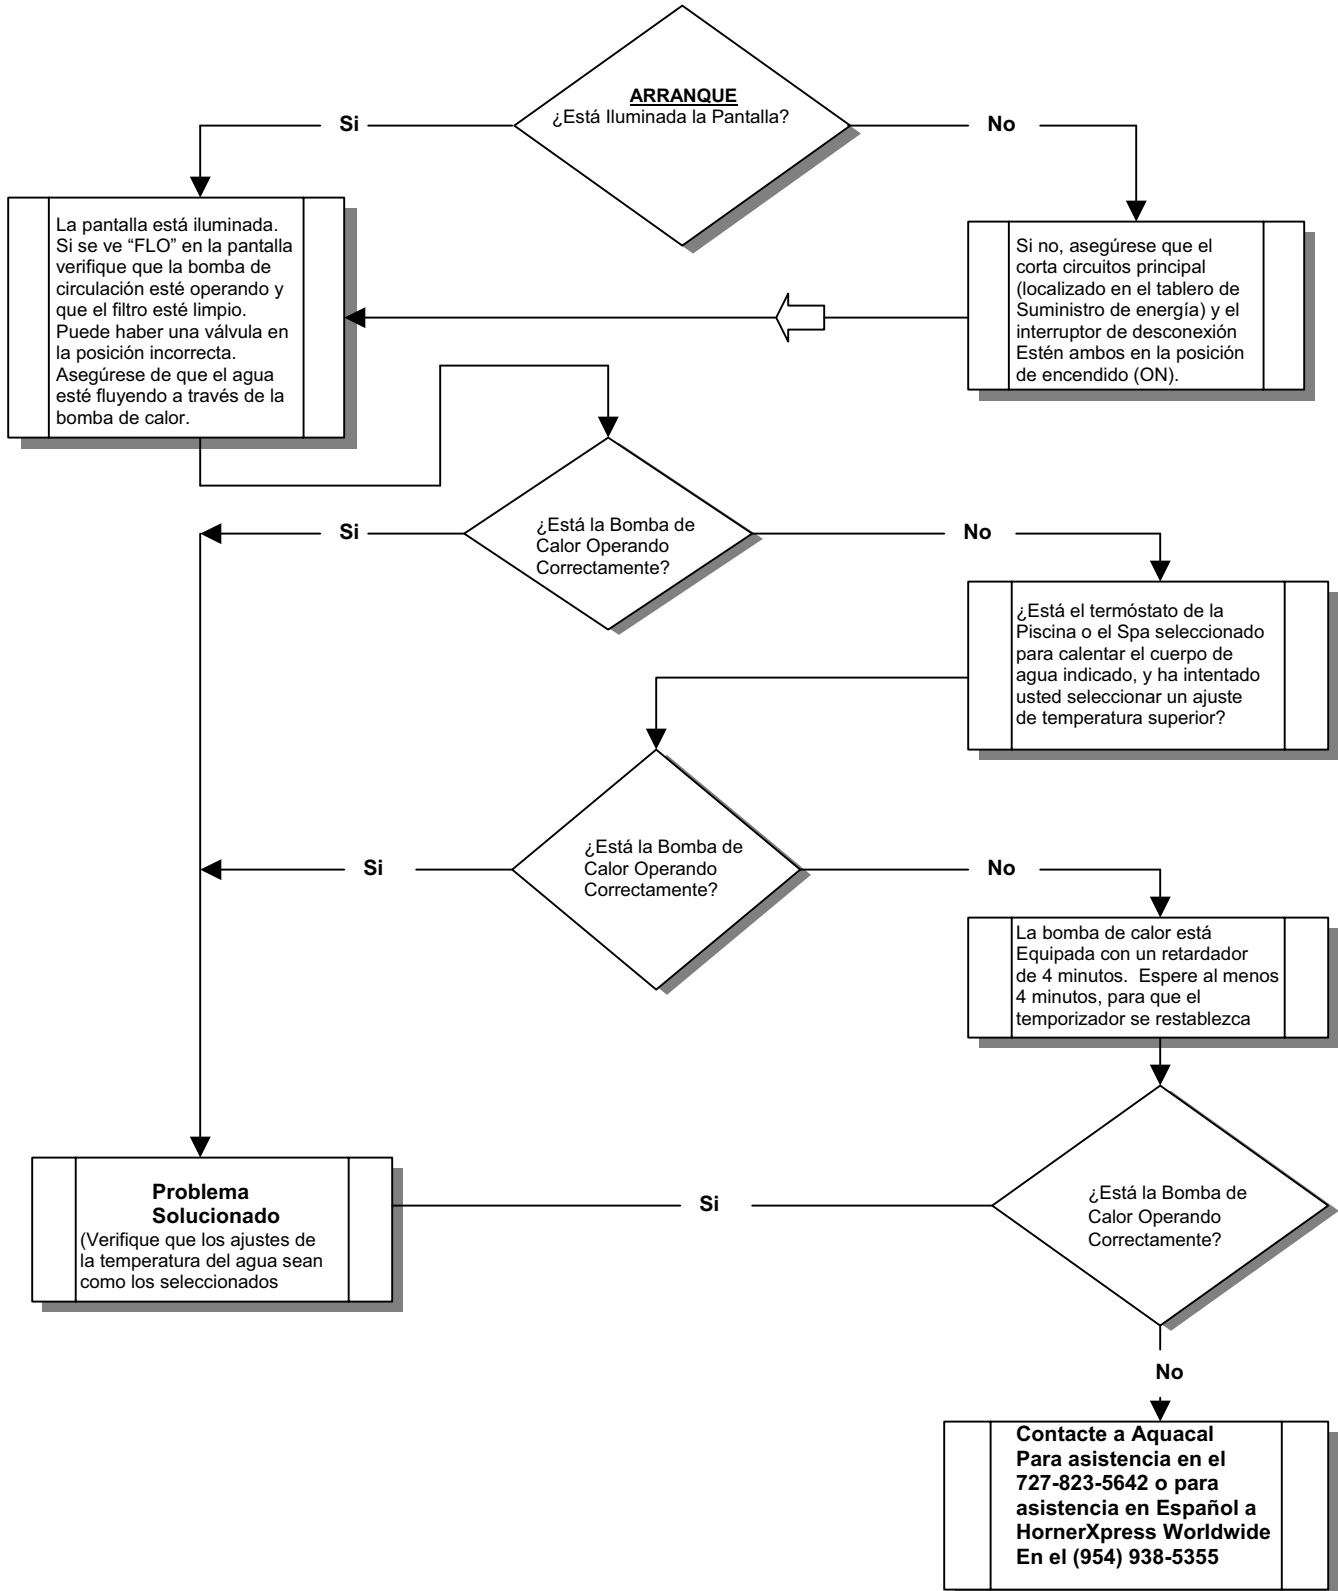 ARRANQUE
¿Está Iluminada la Pantalla?
Si
No
La pantalla está iluminada.
Si se ve “FLO” en la pantalla
verifique que la bomba de
circulación esté operando y
que el filtro esté limpio.
Puede haber una válvula en
la posición incorrecta.
Asegúrese de que el agua
esté fluyendo a través de la
bomba de calor.
Si no, asegúrese que el
corta circuitos principal
(localizado en el tablero de
Suministro de energía) y el
interruptor de desconexión
Estén ambos en la posición
de encendido (ON).
¿Está la Bomba de
Calor Operando
Correctamente?
Si
No
¿Está el termóstato de la
Piscina o el Spa seleccionado
para calentar el cuerpo de
agua indicado, y ha intentado
usted seleccionar un ajuste
de temperatura superior?
¿Está la Bomba de
Calor Operando
Correctamente?
Si
No
La bomba de calor está
Equipada con un retardador
de 4 minutos.  Espere al menos
4 minutos, para que el
temporizador se restablezca
Problema
Solucionado
(Verifique que los ajustes de
la temperatura del agua sean
como los seleccionados
Si
¿Está la Bomba de
Calor Operando
Correctamente?
No
Contacte a Aquacal
Para asistencia en el
727-823-5642 o para
asistencia en Español a
HornerXpress Worldwide
En el (954) 938-5355